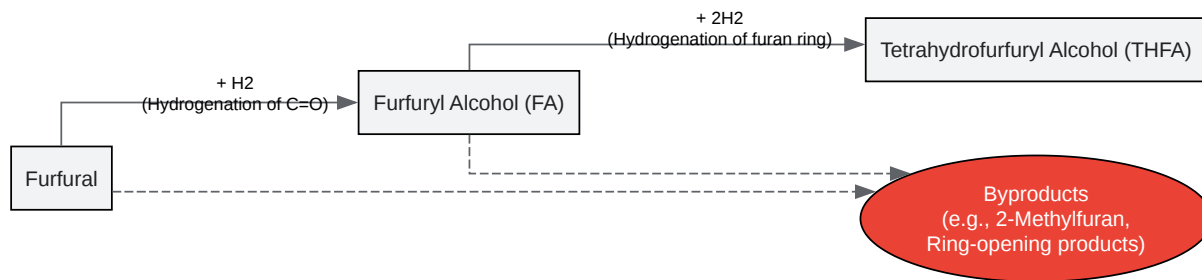 + 2H2
(Hydrogenation of furan ring)
Tetrahydrofurfuryl Alcohol (THFA)
+ H2
(Hydrogenation of C=O)
Furfuryl Alcohol (FA)
Furfural
Byproducts
(e.g., 2-Methylfuran,
Ring-opening products)